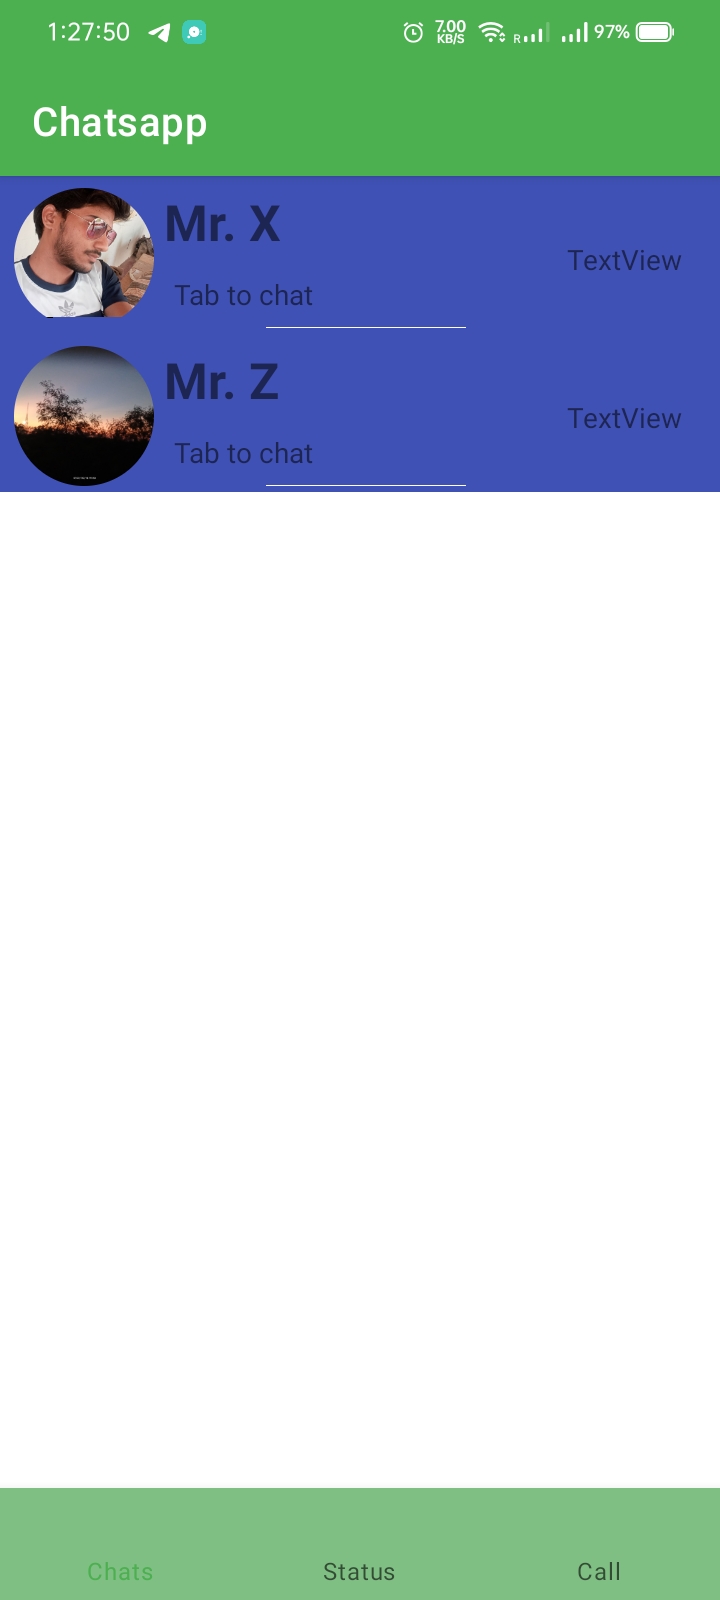 1:27:50 7.00 KB/S R 97%
Chatsapp
Mr. X
TextView
Tab to chat
Mr. Z
TextView
Tab to chat
Chats Status Call